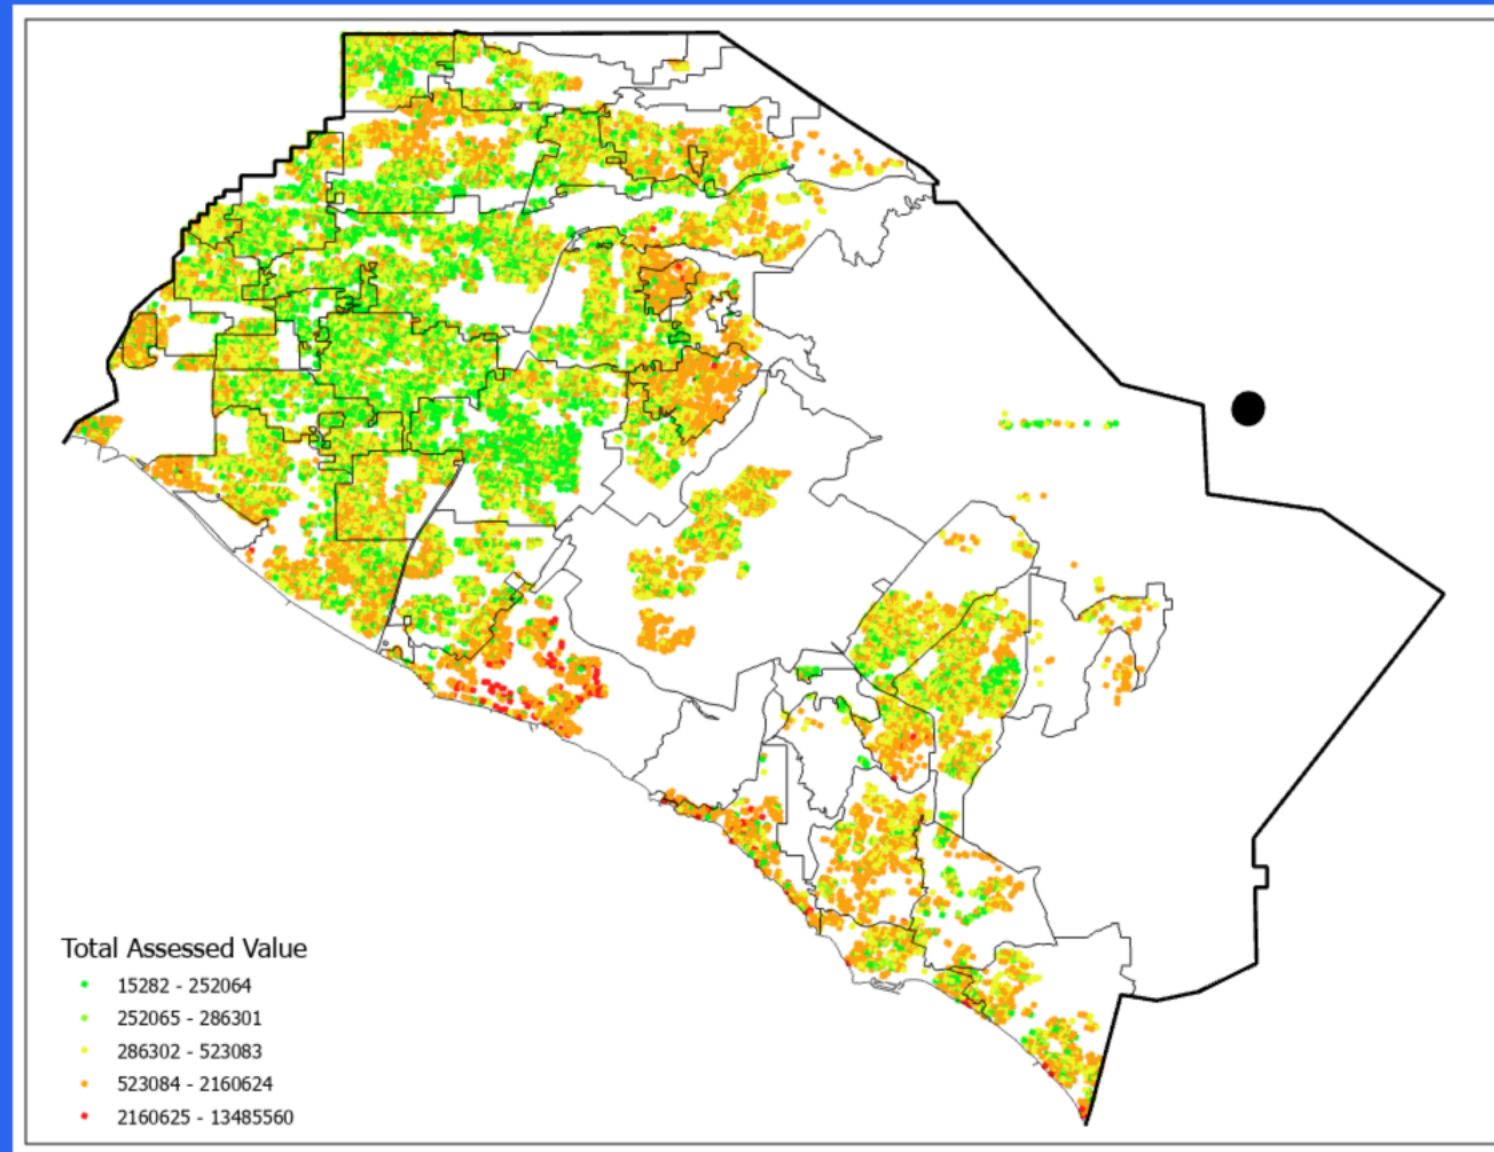 Total Assessed Value
15282 - 252064
252065 - 286301
286302 - 523083
523084 - 2160624
2160625 - 13485560